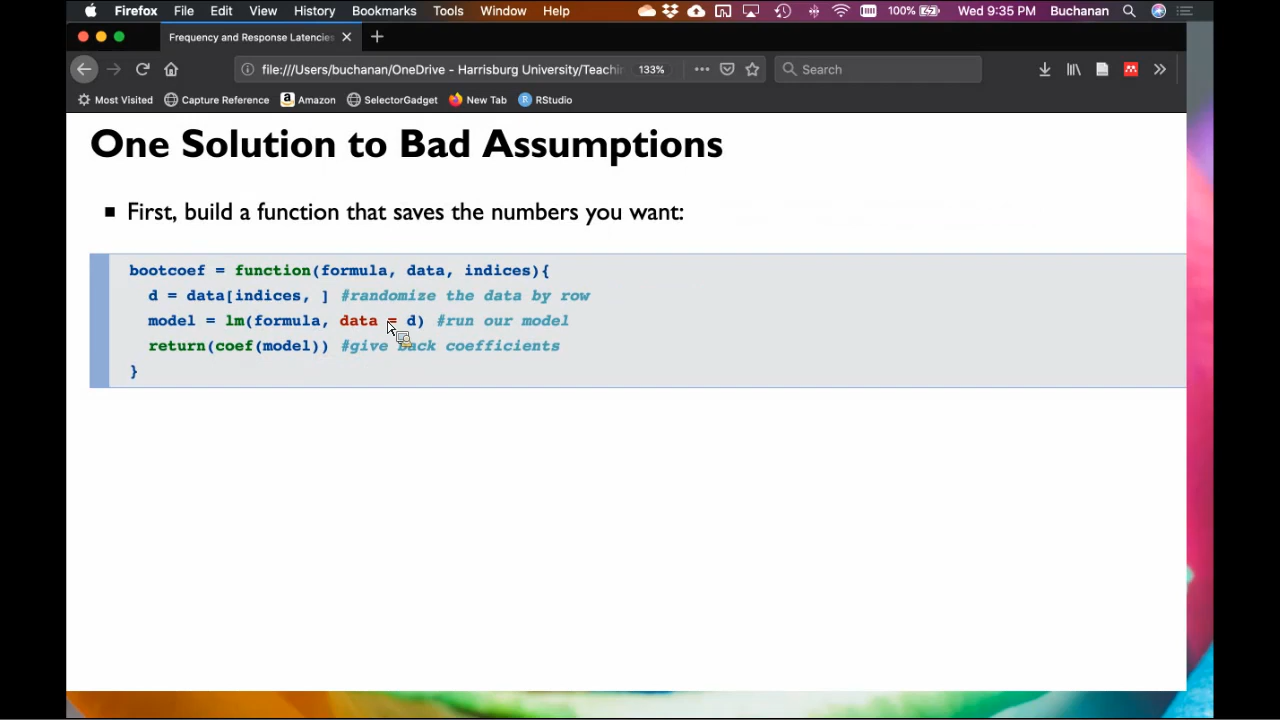 Firefox File Edit View History Bookmarks Tools Window Help 100% Wed 9:35 PM Buchanan
Frequency and Response Latencies
file:///Users/buchanan/OneDrive - Harrisburg University/Teachin 133% Search
Most Visited Capture Reference Amazon SelectorGadget New Tab RStudio
One Solution to Bad Assumptions
First, build a function that saves the numbers you want:
bootcoef = function(formula, data, indices){
d = data[indices, ] #randomize the data by row
model = lm(formula, data = d) #run our model
return(coef(model)) #give back coefficients
}